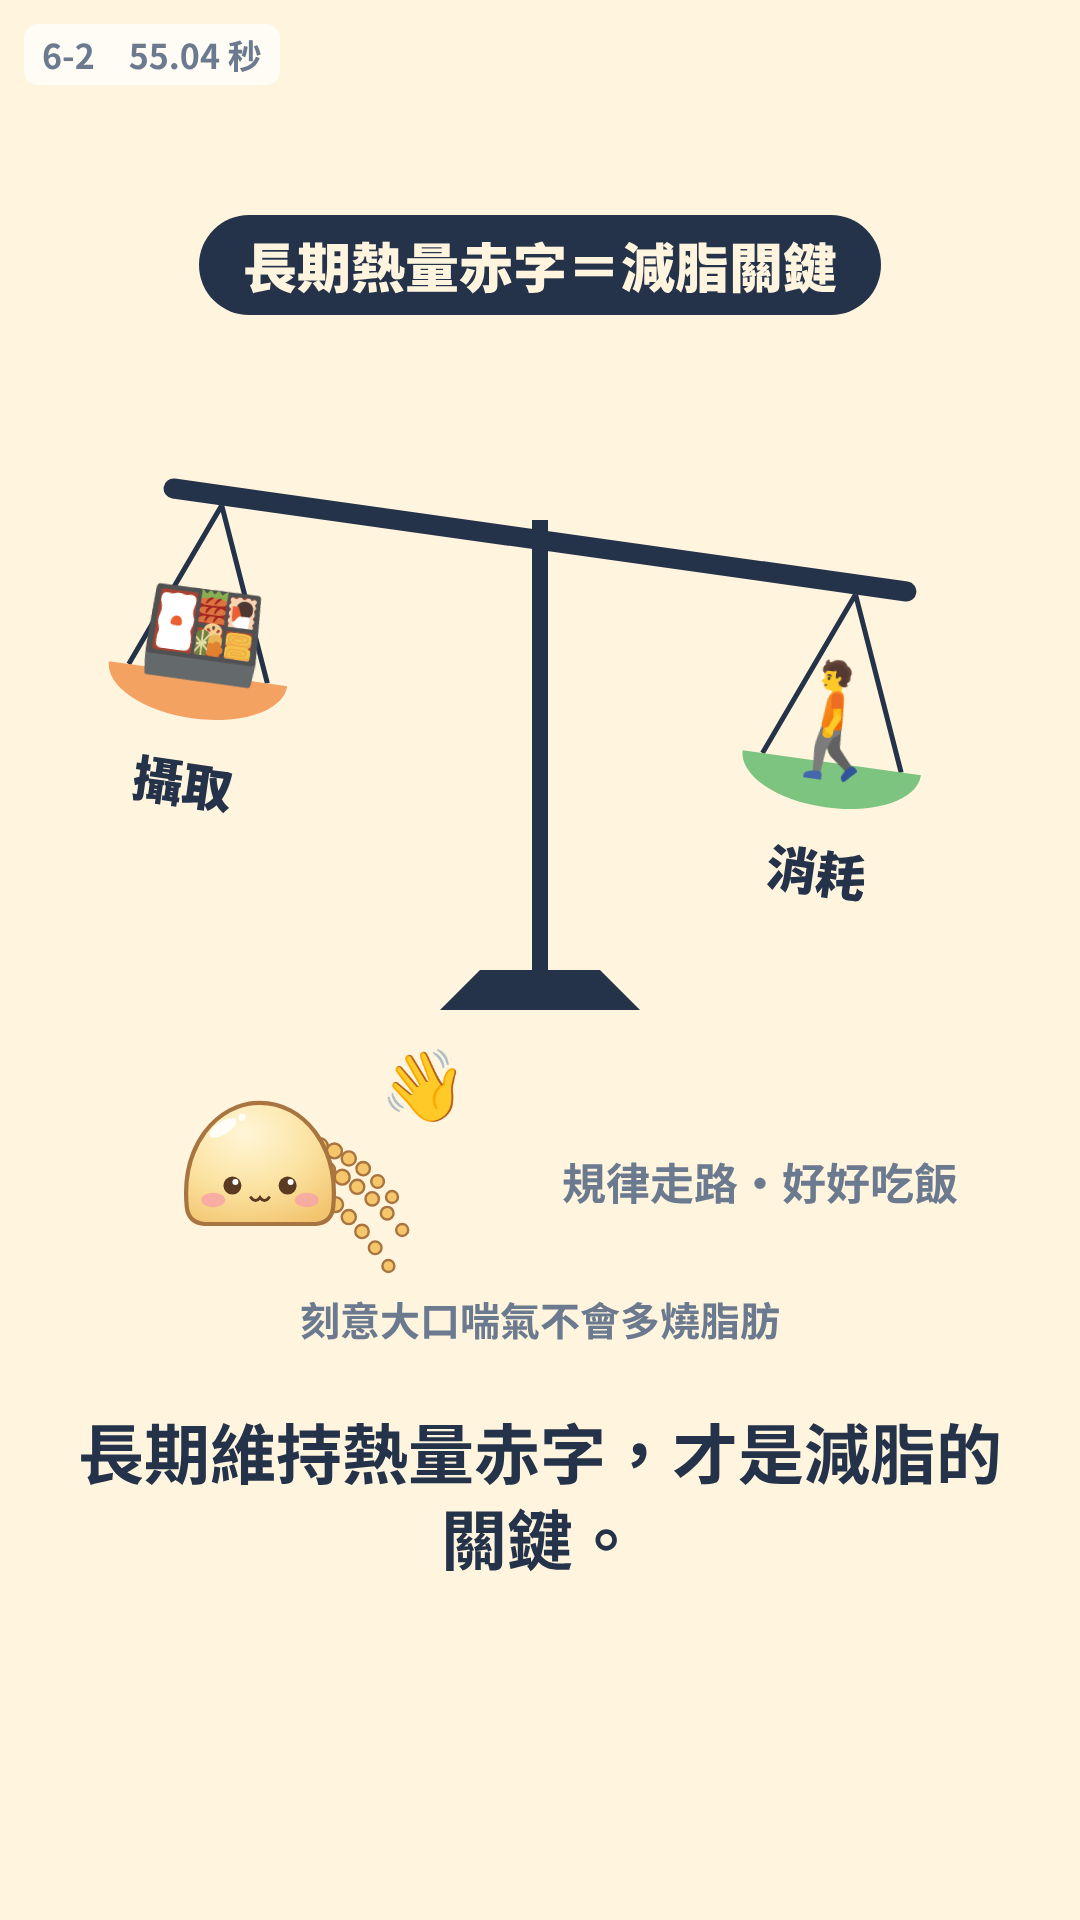 6-2 55.04 秒
長期熱量赤字＝減脂關鍵
攝取
消耗
規律走路・好好吃飯
刻意大口喘氣不會多燒脂肪
長期維持熱量赤字，才是減脂的
關鍵。